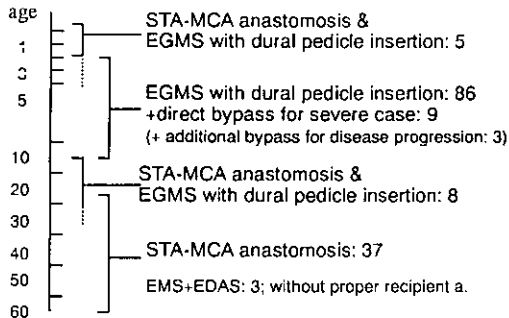 age
STA-MCA anastomosis &
EGMS with dural pedicle insertion: 5
1
3
5
EGMS with dural pedicle insertion: 86
+direct bypass for severe case: 9
(+ additional bypass for disease progression: 3)
10
STA-MCA anastomosis &
20
EGMS with dural pedicle insertion: 8
30
40
STA-MCA anastomosis: 37
50
EMS+EDAS: 3; without proper recipient a.
60